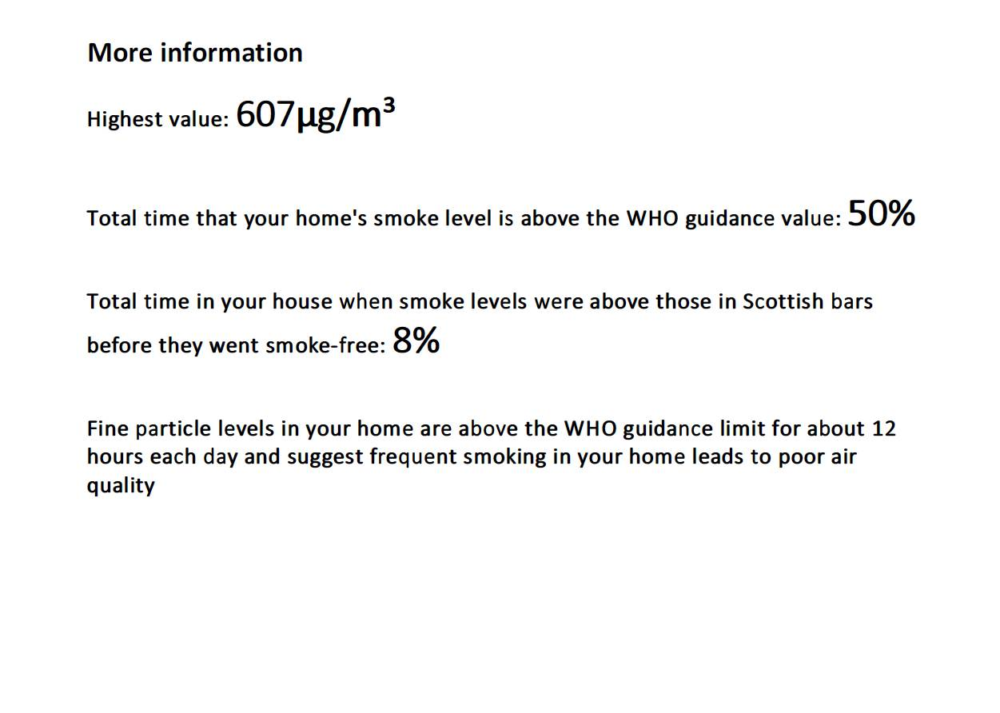 More information
Highest value: 607µg/m³
Total time that your home's smoke level is above the WHO guidance value: 50%
Total time in your house when smoke levels were above those in Scottish bars
before they went smoke-free: 8%
Fine particle levels in your home are above the WHO guidance limit for about 12
hours each day and suggest frequent smoking in your home leads to poor air
quality